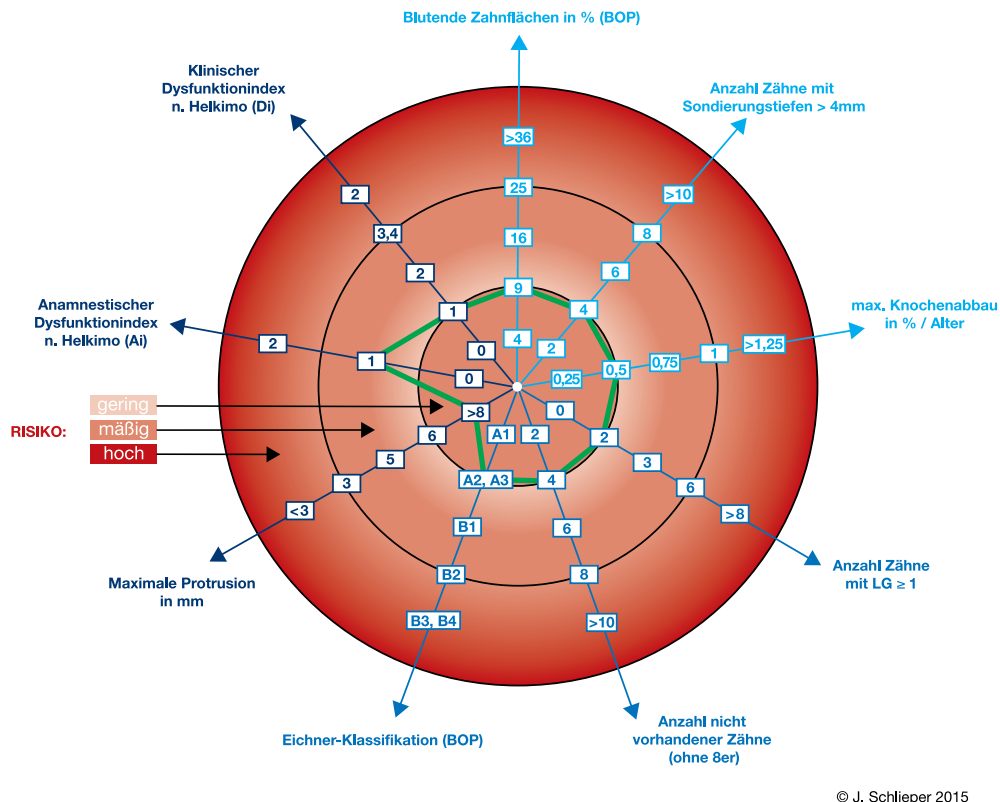 Blutende Zahnflächen in % (BOP)
Klinischer
Dysfunktionindex
n. Helkimo (Di)
Anzahl Zähne mit
Sondierungstiefen > 4mm
>36
25
16
9
4
2
3,4
2
1
0
>10
8
6
4
2
Anamnestischer
Dysfunktionindex
n. Helkimo (Ai)
2
1
0
max. Knochenabbau
in % / Alter
0,25
0,5
0,75
1
>1,25
RISIKO:
gering
mäßig
hoch
>8
6
5
3
<3
Maximale Protrusion
in mm
A1
A2, A3
B1
B2
B3, B4
Eichner-Klassifikation (BOP)
2
4
6
8
>10
Anzahl nicht
vorhandener Zähne
(ohne 8er)
0
2
3
6
>8
Anzahl Zähne
mit LG ≥ 1
© J. Schlieper 2015